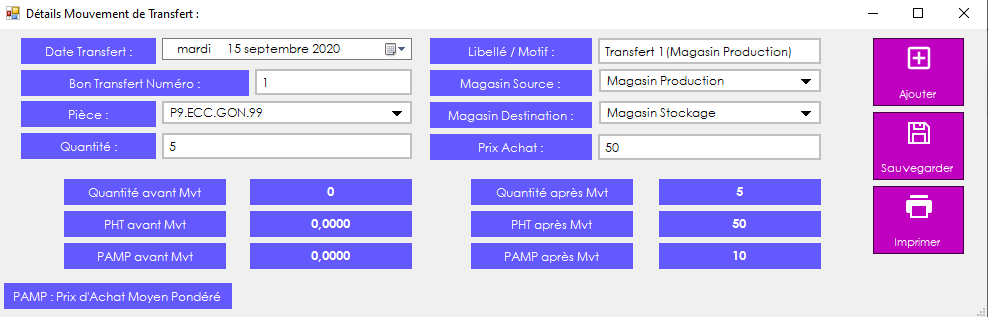 Détails Mouvement de Transfert :
Date Transfert : mardi 15 septembre 2020 Libellé / Motif : Transfert 1 (Magasin Production)
Bon Transfert Numéro : 1 Magasin Source : Magasin Production
Pièce : P9.ECC.GON.99 Magasin Destination : Magasin Stockage
Quantité : 5 Prix Achat : 50
Ajouter
Sauvegarder
Imprimer
Quantité avant Mvt 0 Quantité après Mvt 5
PHT avant Mvt 0,0000 PHT après Mvt 50
PAMP avant Mvt 0,0000 PAMP après Mvt 10
PAMP : Prix d'Achat Moyen Pondéré